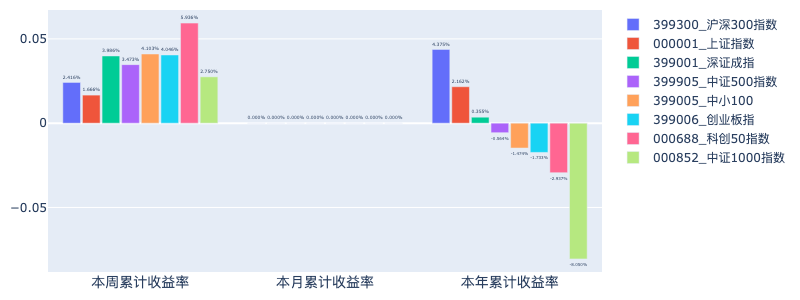 0.05
0
−0.05
2.416%
1.666%
3.986%
3.473%
4.103%
4.046%
5.936%
2.750%
0.000% 0.000% 0.000% 0.000% 0.000% 0.000% 0.000% 0.000%
4.375%
2.162%
-1.474%
-1.731%
-2.937%
本周累计收益率
本月累计收益率
本年累计收益率
399300_沪深300指数
000001_上证指数
399001_深证成指
399905_中证500指数
399005_中小100
399006_创业板指
000688_科创50指数
000852_中证1000指数